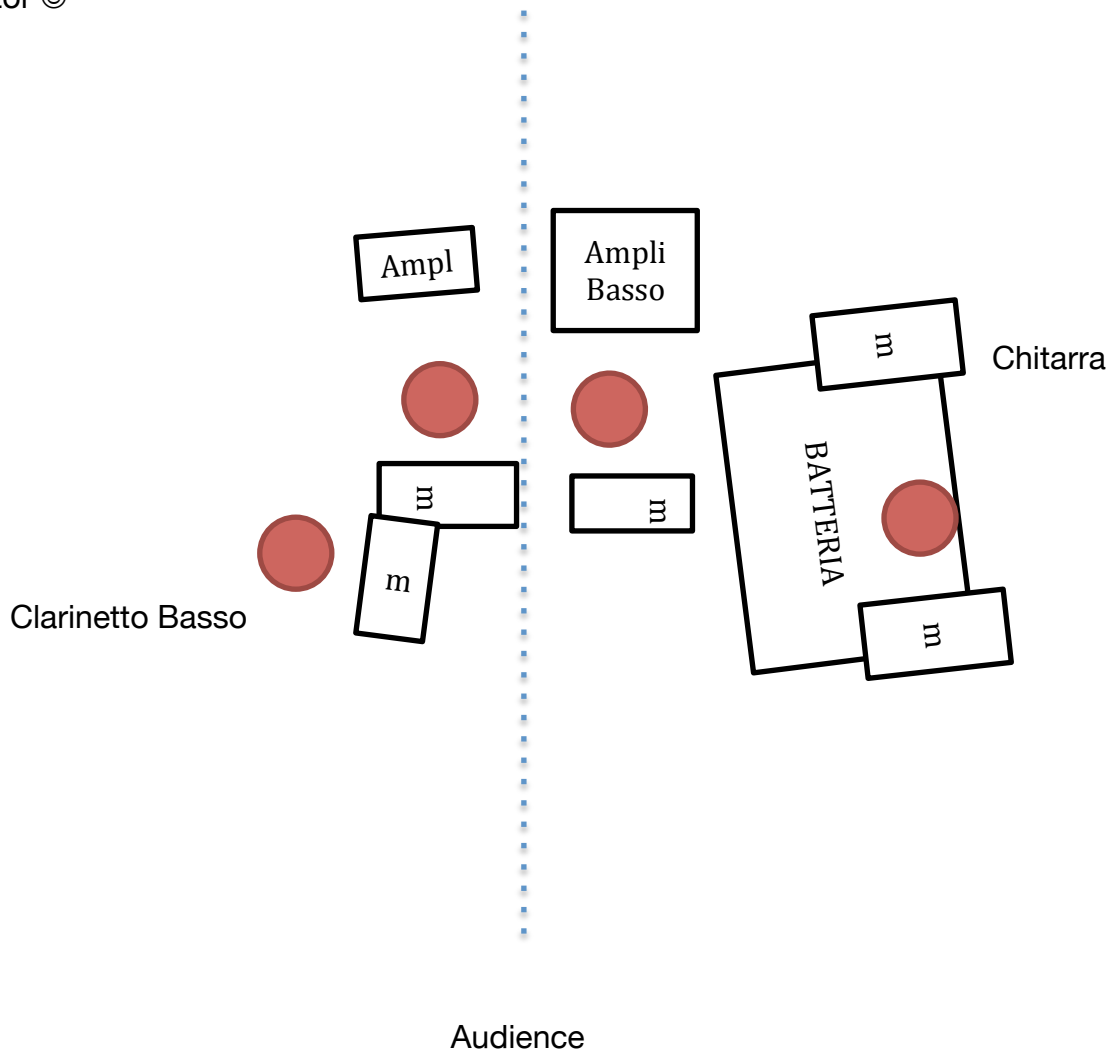 Ampl
Ampli
Basso
m
Chitarra
BATTERIA
m
m
m
Clarinetto Basso
m
Audience